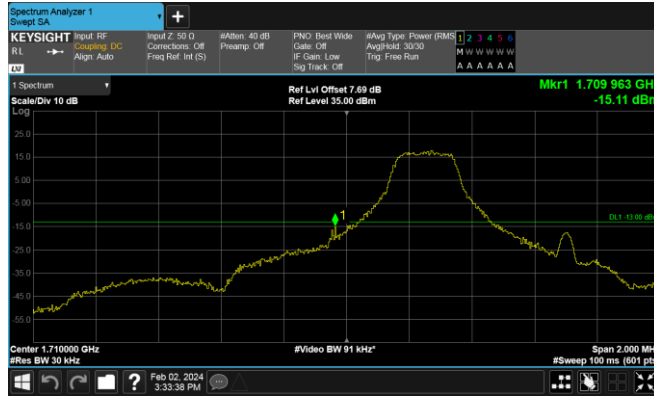 Spectrum Analyzer 1
Swept SA
+
KEYSIGHT
RL
Input: RF
Coupling: DC
Align: Auto
Input Z: 50 Ω
Corrections: Off
Freq Ref: Int (S)
#Atten: 40 dB
Preamp: Off
PNO: Best Wide
Gate: Off
IF Gain: Low
Sig Track: Off
#Avg Type: Power (RMS
Avg|Hold: 30/30
Trig: Free Run
1 2 3 4 5 6
M W W W W W
A A A A A A
LXI
1 Spectrum
Scale/Div 10 dB
Log
Ref Lvl Offset 7.69 dB
Ref Level 35.00 dBm
Mkr1 1.709 963 GH
-15.11 dBm
25.0
15.0
5.00
-5.00
-15.0
-25.0
-35.0
-45.0
-55.0
1
DL1 -13.00 dB
Center 1.710000 GHz
#Res BW 30 kHz
#Video BW 91 kHz*
Span 2.000 MH
#Sweep 100 ms (601 pts
?
Feb 02, 2024
3:33:38 PM